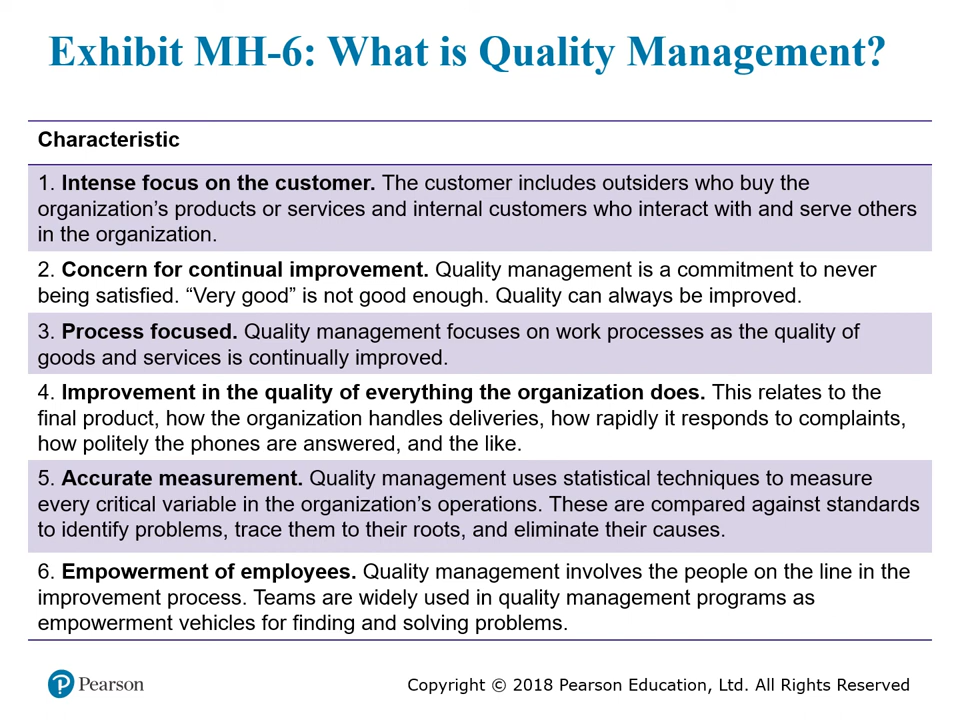 Exhibit MH-6: What is Quality Management?
Characteristic
1. Intense focus on the customer. The customer includes outsiders who buy the
organization’s products or services and internal customers who interact with and serve others
in the organization.
2. Concern for continual improvement. Quality management is a commitment to never
being satisfied. “Very good” is not good enough. Quality can always be improved.
3. Process focused. Quality management focuses on work processes as the quality of
goods and services is continually improved.
4. Improvement in the quality of everything the organization does. This relates to the
final product, how the organization handles deliveries, how rapidly it responds to complaints,
how politely the phones are answered, and the like.
5. Accurate measurement. Quality management uses statistical techniques to measure
every critical variable in the organization’s operations. These are compared against standards
to identify problems, trace them to their roots, and eliminate their causes.
6. Empowerment of employees. Quality management involves the people on the line in the
improvement process. Teams are widely used in quality management programs as
empowerment vehicles for finding and solving problems.
P Pearson
Copyright © 2018 Pearson Education, Ltd. All Rights Reserved